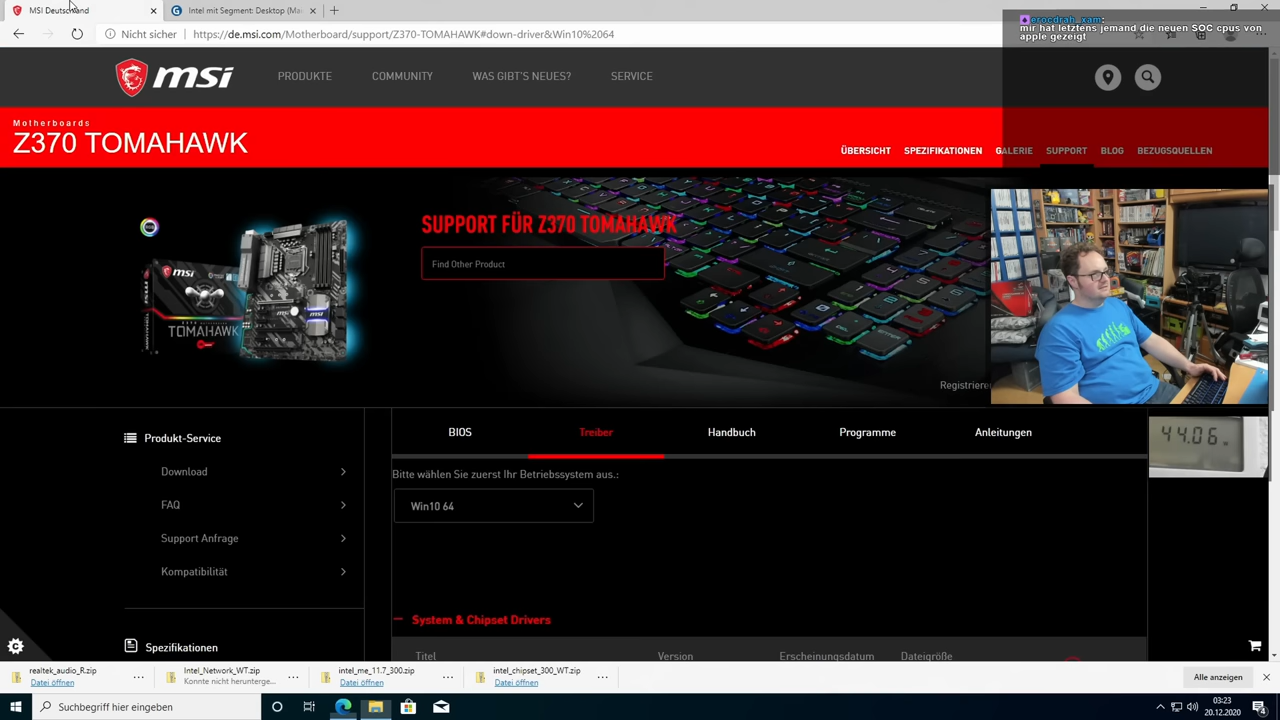 MSI Deutschland
Intel mit Segment: Desktop (Ma
erocdrah_xam:
mir hat letztens jemand die neuen SOC cpus von
apple gezeigt
Nicht sicher
https://de.msi.com/Motherboard/support/Z370-TOMAHAWK#down-driver&Win10%2064
msi
PRODUKTE
COMMUNITY
WAS GIBT'S NEUES?
SERVICE
Motherboards
Z370 TOMAHAWK
ÜBERSICHT
SPEZIFIKATIONEN
GALERIE
SUPPORT
BLOG
BEZUGSQUELLEN
SUPPORT FÜR Z370 TOMAHAWK
Find Other Product
msi
TOMAHAWK
Registriere
Produkt-Service
BIOS
Treiber
Handbuch
Programme
Anleitungen
44.06
Download
Bitte wählen Sie zuerst Ihr Betriebssystem aus.:
FAQ
Win10 64
Support Anfrage
Kompatibilität
System & Chipset Drivers
Spezifikationen
Titel
Version
Erscheinungsdatum
Dateigröße
realtek_audio_R.zip
Datei öffnen
Intel_Network_WT.zip
Konnte nicht herunterge...
intel_me_11.7_300.zip
Datei öffnen
intel_chipset_300_WT.zip
Datei öffnen
Alle anzeigen
Suchbegriff hier eingeben
03:23
20.12.2020
4